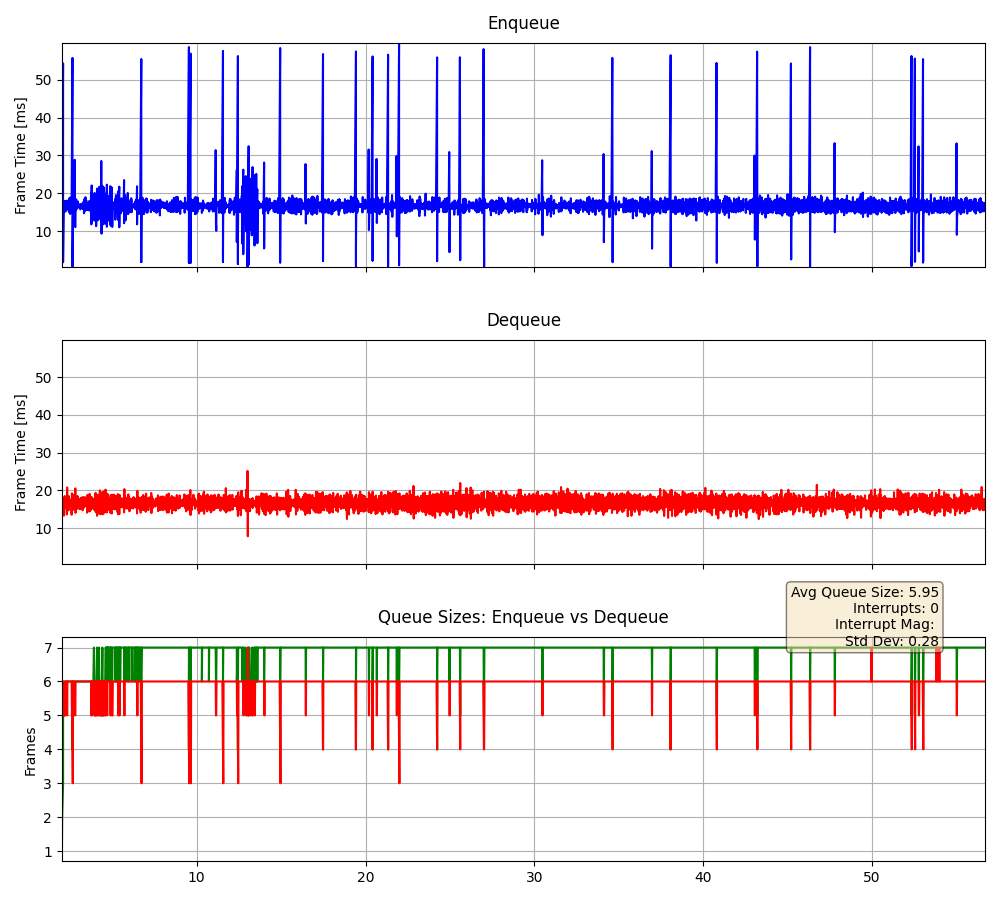 Enqueue
Frame Time [ms]
50
40
30
20
10
Dequeue
Frame Time [ms]
50
40
30
20
10
Avg Queue Size: 5.95
Interrupts: 0
Interrupt Mag:
Std Dev: 0.28
Queue Sizes: Enqueue vs Dequeue
Frames
7
6
5
4
3
2
1
10 20 30 40 50